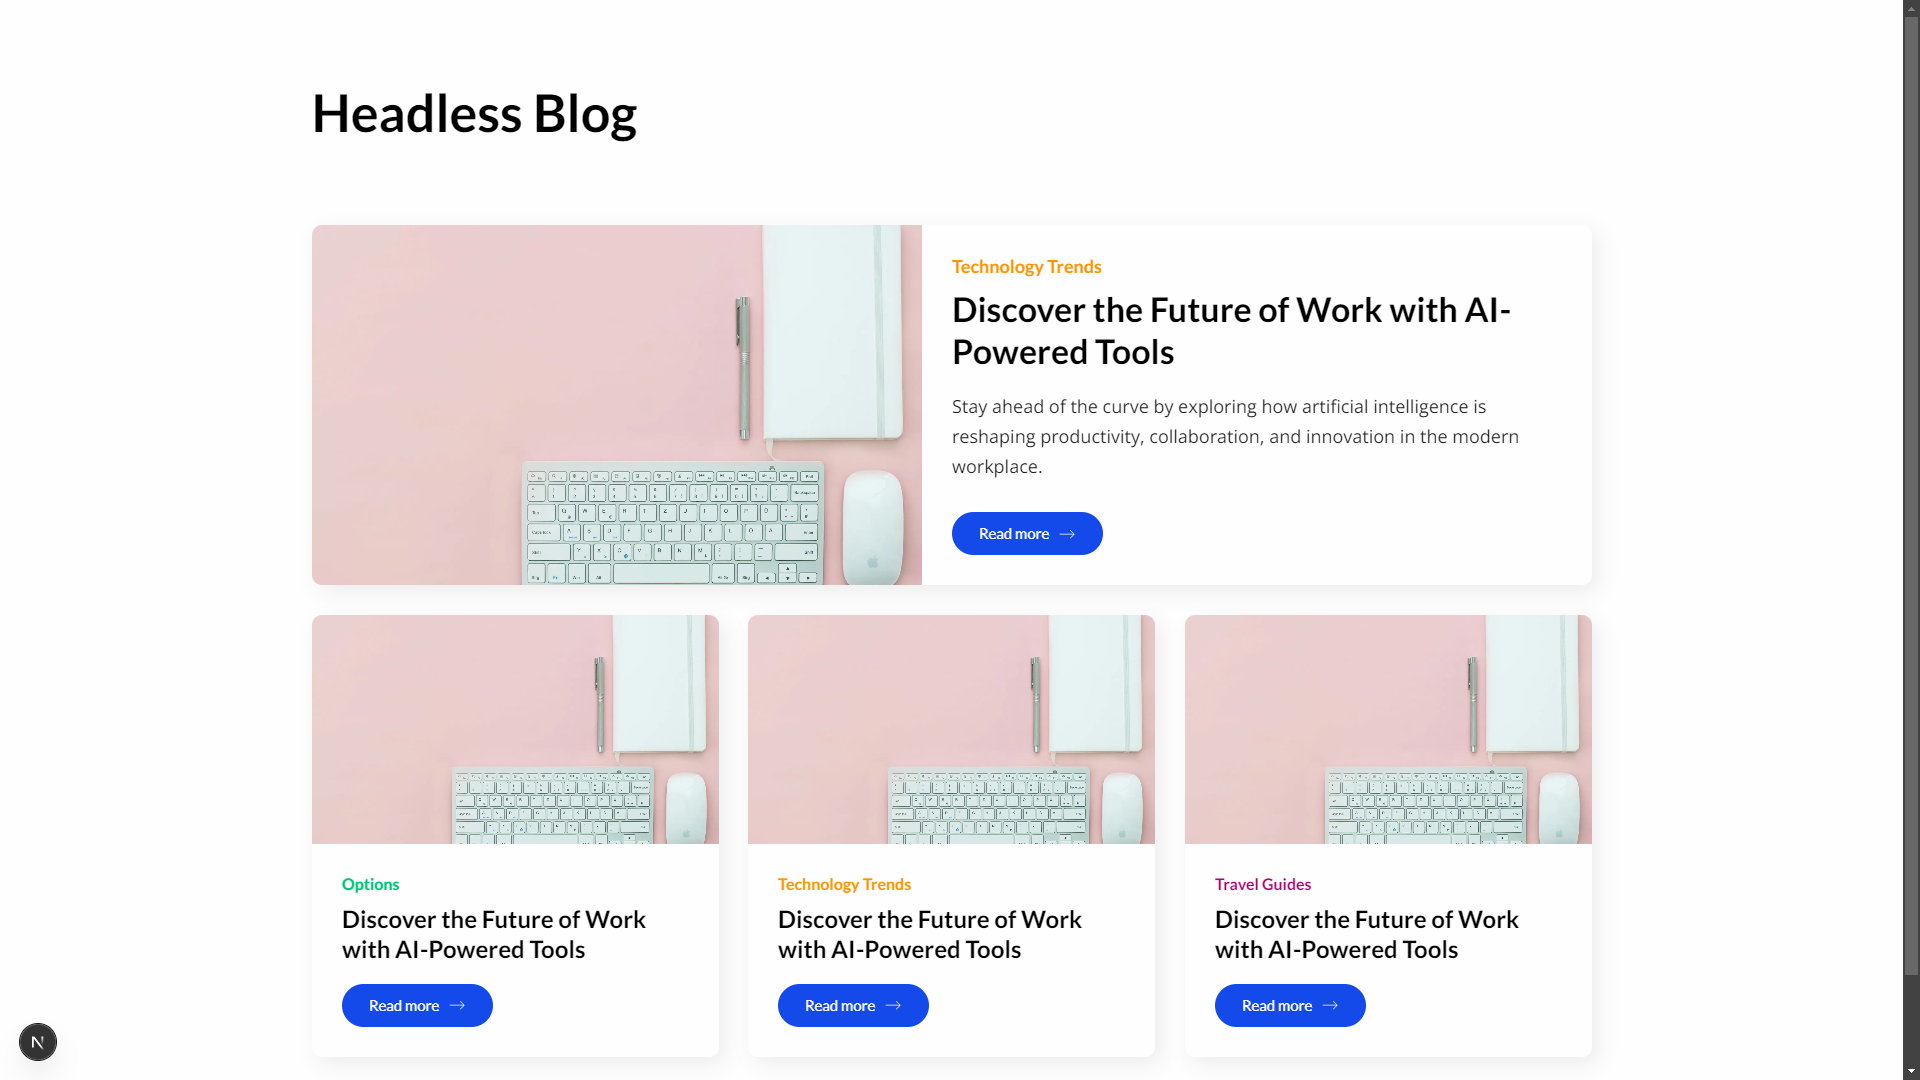 Headless Blog
Technology Trends
Discover the Future of Work with AI-
Powered Tools
Stay ahead of the curve by exploring how artificial intelligence is
reshaping productivity, collaboration, and innovation in the modern
workplace.
Read more
Options
Discover the Future of Work
with AI-Powered Tools
Read more
Technology Trends
Discover the Future of Work
with AI-Powered Tools
Read more
Travel Guides
Discover the Future of Work
with AI-Powered Tools
Read more
N